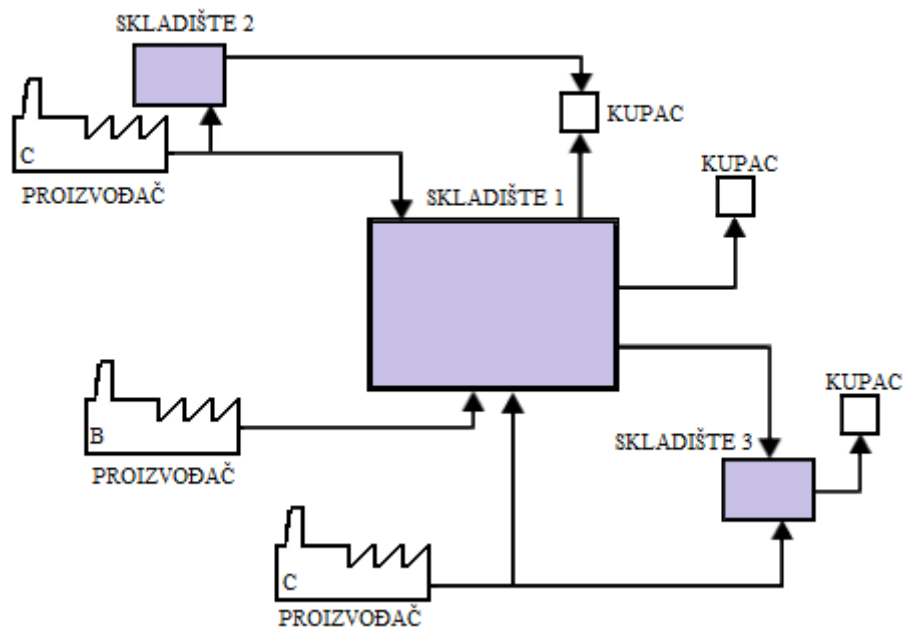 SKLADIŠTE 2
C
PROIZVOĐAČ
KUPAC
KUPAC
SKLADIŠTE 1
B
PROIZVOĐAČ
KUPAC
SKLADIŠTE 3
C
PROIZVOĐAČ